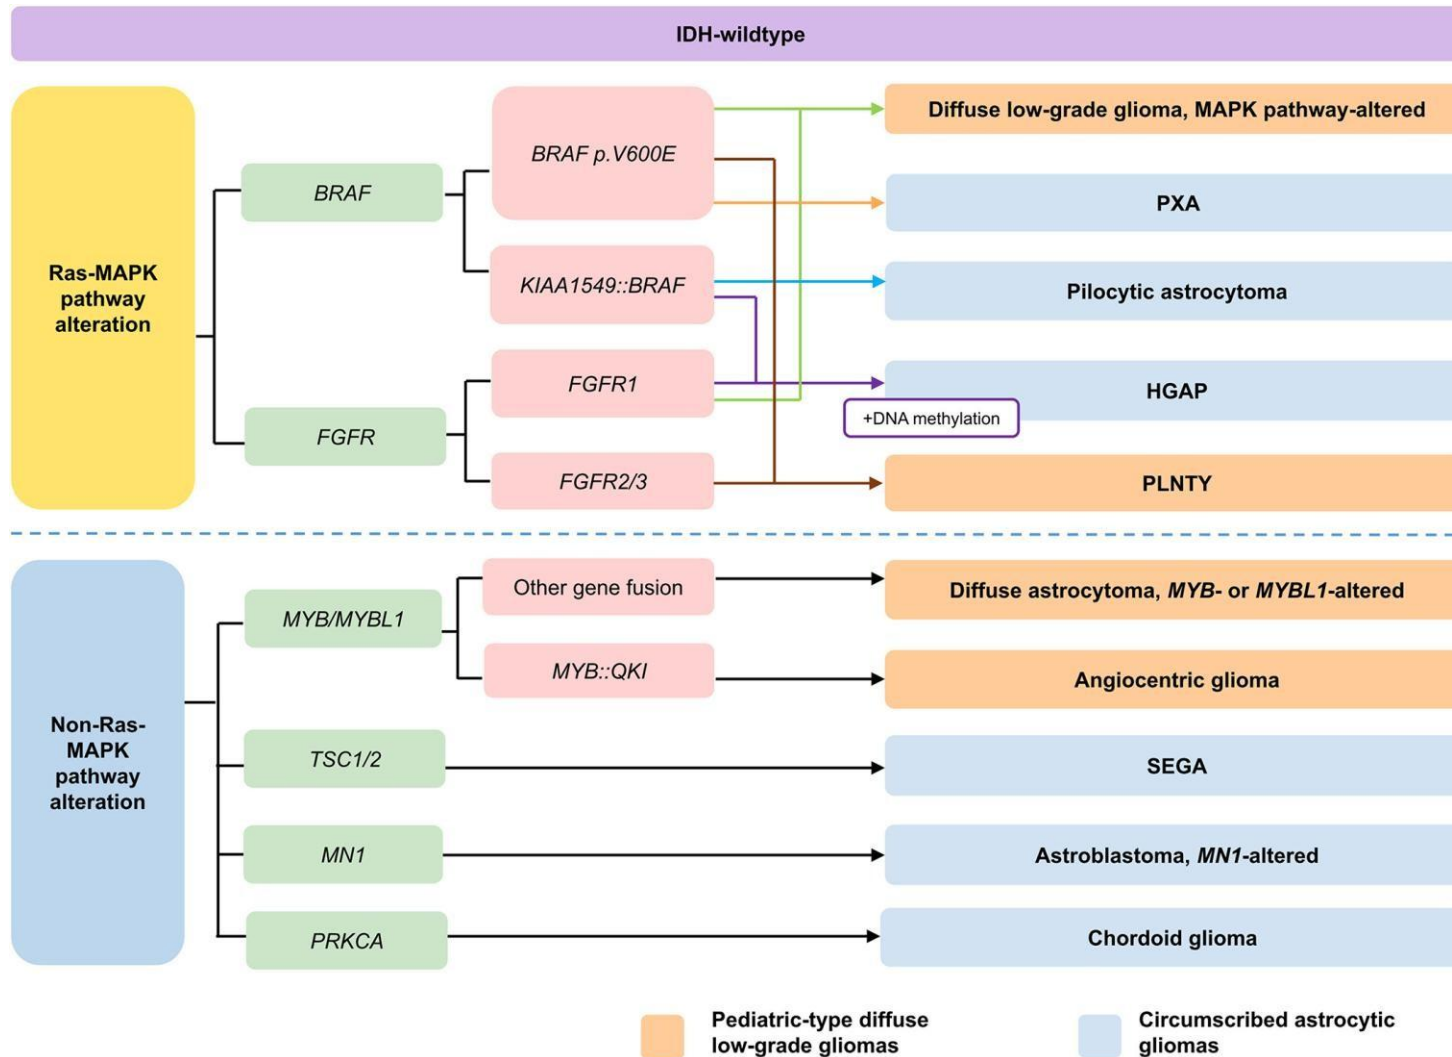 IDH-wildtype
Ras-MAPK
pathway
alteration
BRAF
FGFR
BRAF p.V600E
KIAA1549::BRAF
FGFR1
FGFR2/3
Diffuse low-grade glioma, MAPK pathway-altered
PXA
Pilocytic astrocytoma
HGAP
+DNA methylation
PLNTY
Non-Ras-
MAPK
pathway
alteration
MYB/MYBL1
TSC1/2
MN1
PRKCA
Other gene fusion
MYB::QKI
Diffuse astrocytoma, MYB- or MYBL1-altered
Angiocentric glioma
SEGA
Astroblastoma, MN1-altered
Chordoid glioma
Pediatric-type diffuse
low-grade gliomas
Circumscribed astrocytic
gliomas